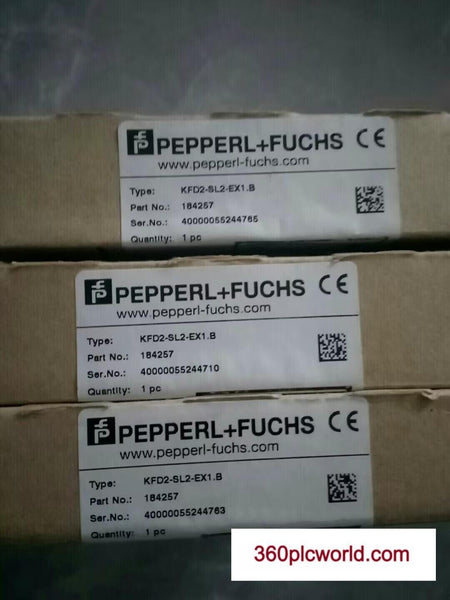 PEPPERL+FUCHS CE
www.pepperl-fuchs.com
Type: KFD2-SL2-EX1.B
Part No.: 184257
Ser.No.: 40000055244765
Quantity: 1 pc
PEPPERL+FUCHS CE
www.pepperl-fuchs.com
Type: KFD2-SL2-EX1.B
Part No.: 184257
Ser.No.: 40000055244710
Quantity: 1 pc
PEPPERL+FUCHS CE
www.pepperl-fuchs.com
Type: KFD2-SL2-EX1.B
Part No.: 184257
Ser.No.: 40000055244763
Quantity: 1 pc
360plcworld.com